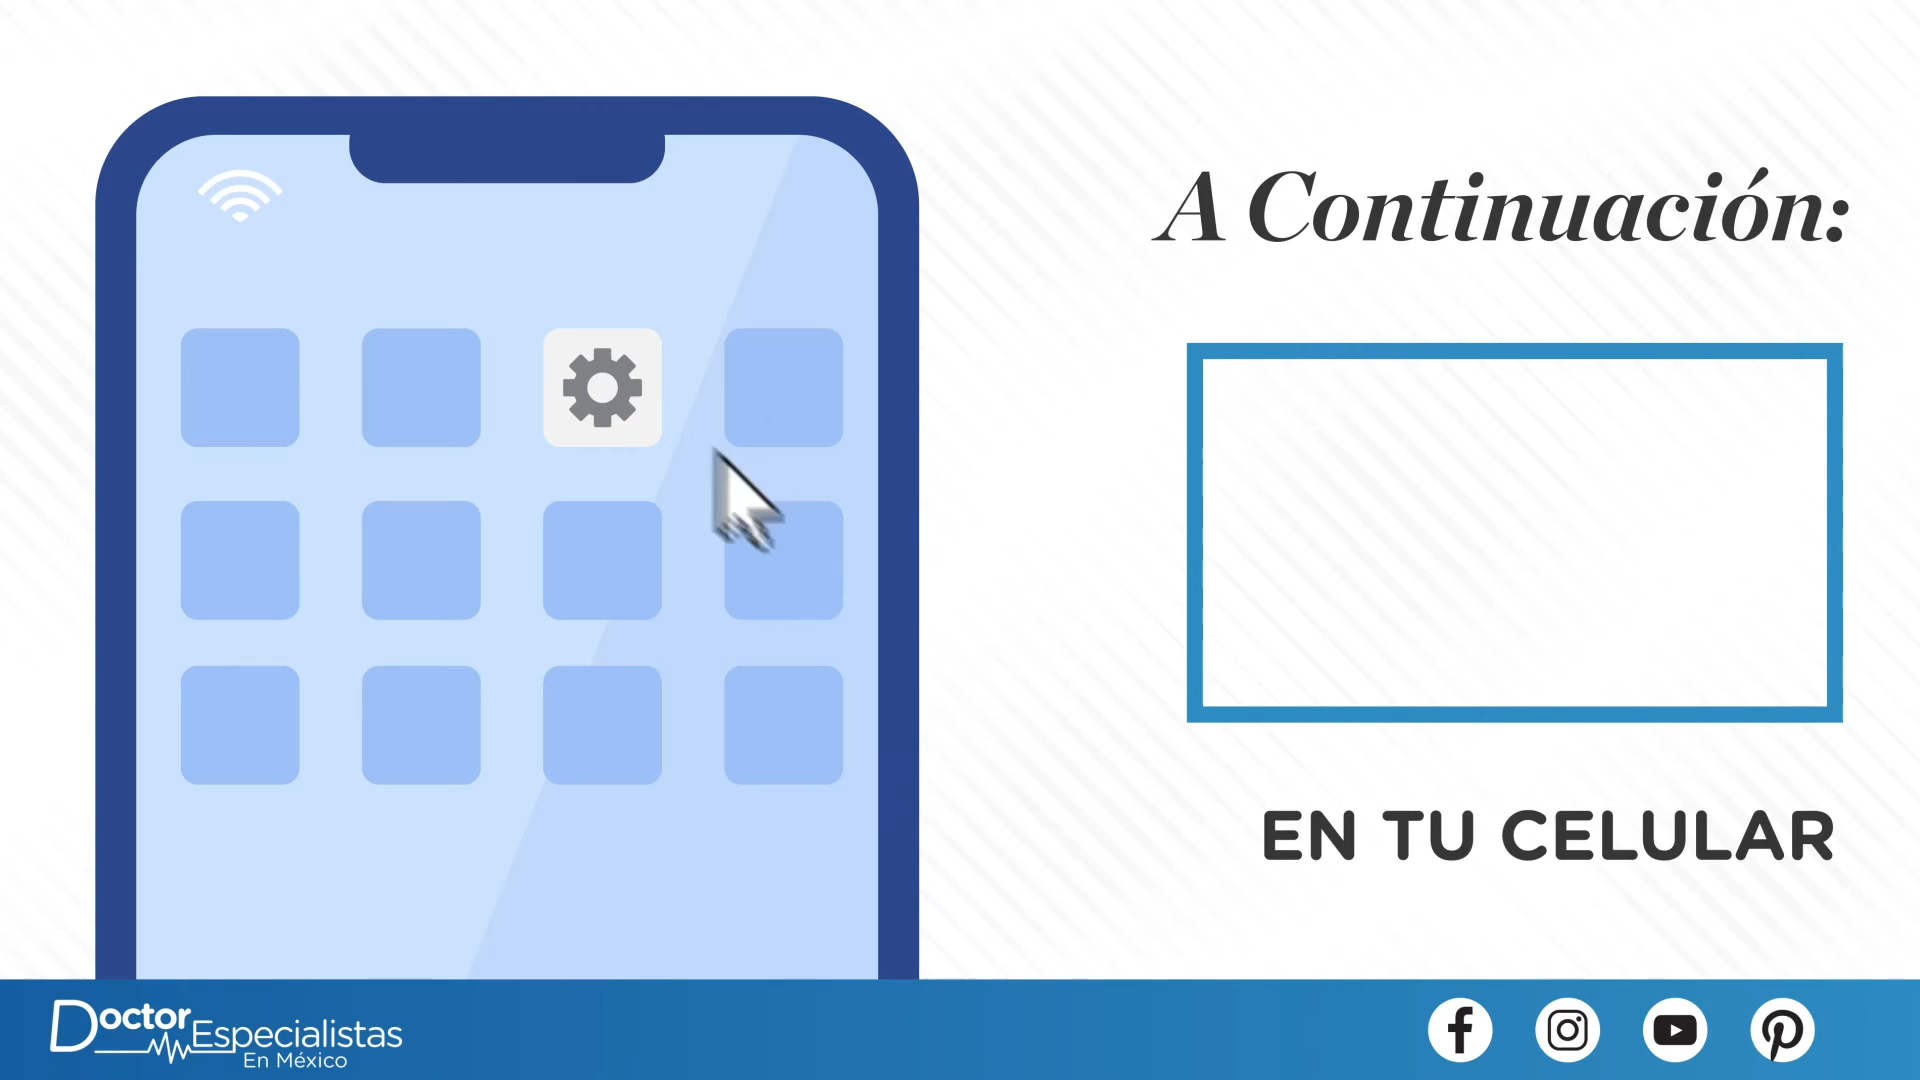 A Continuación:
EN TU CELULAR
Doctor
Especialistas
En México